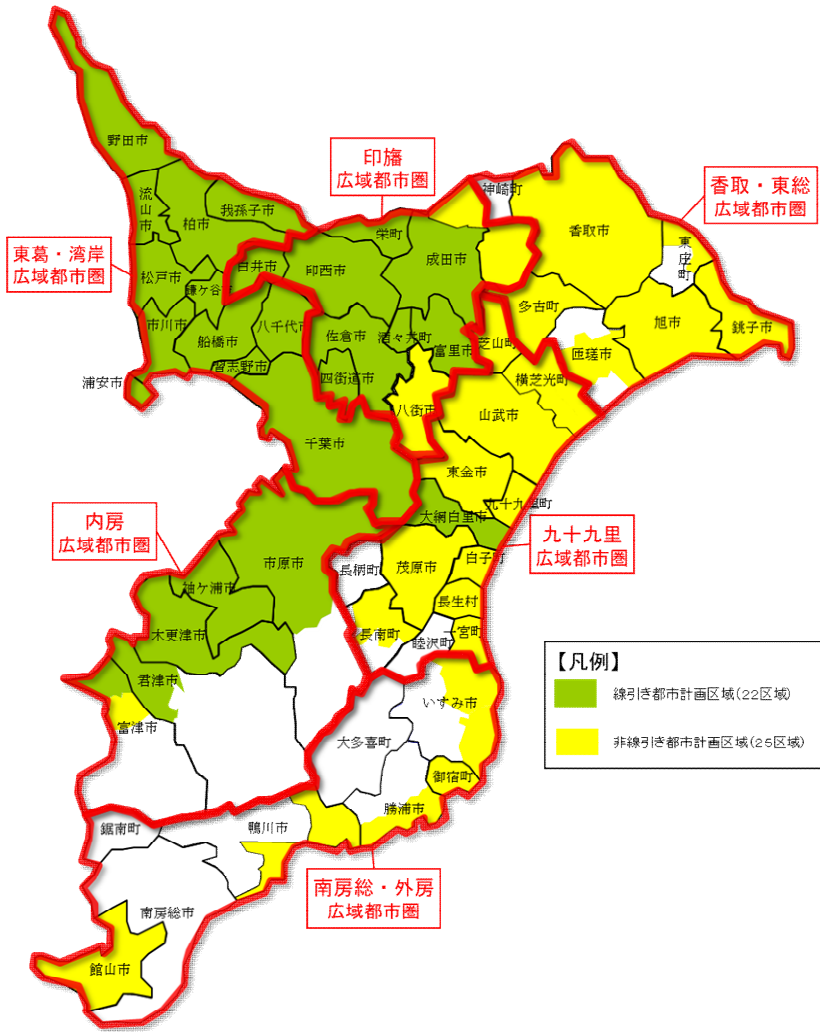 野田市
流山市
柏市
我孫子市
印旛
広域都市圏
神崎町
香取・東総
広域都市圏
香取市
東庄町
栄町
成田市
東葛・湾岸
広域都市圏
松戸市
鎌ケ谷市
白井市
印西市
多古町
旭市
銚子市
市川市
船橋市
八千代市
佐倉市
酒々井町
富里市
芝山町
匝瑳市
浦安市
習志野市
四街道市
八街市
横芝光町
山武市
千葉市
東金市
九十九里町
大網白里市
内房
広域都市圏
九十九里
広域都市圏
市原市
長柄町
茂原市
白子町
袖ケ浦市
長生村
木更津市
長南町
睦沢町
一宮町
君津市
富津市
いすみ市
大多喜町
御宿町
勝浦市
鋸南町
鴨川市
南房総・外房
広域都市圏
南房総市
館山市
【凡例】
線引き都市計画区域(22区域)
非線引き都市計画区域(25区域)